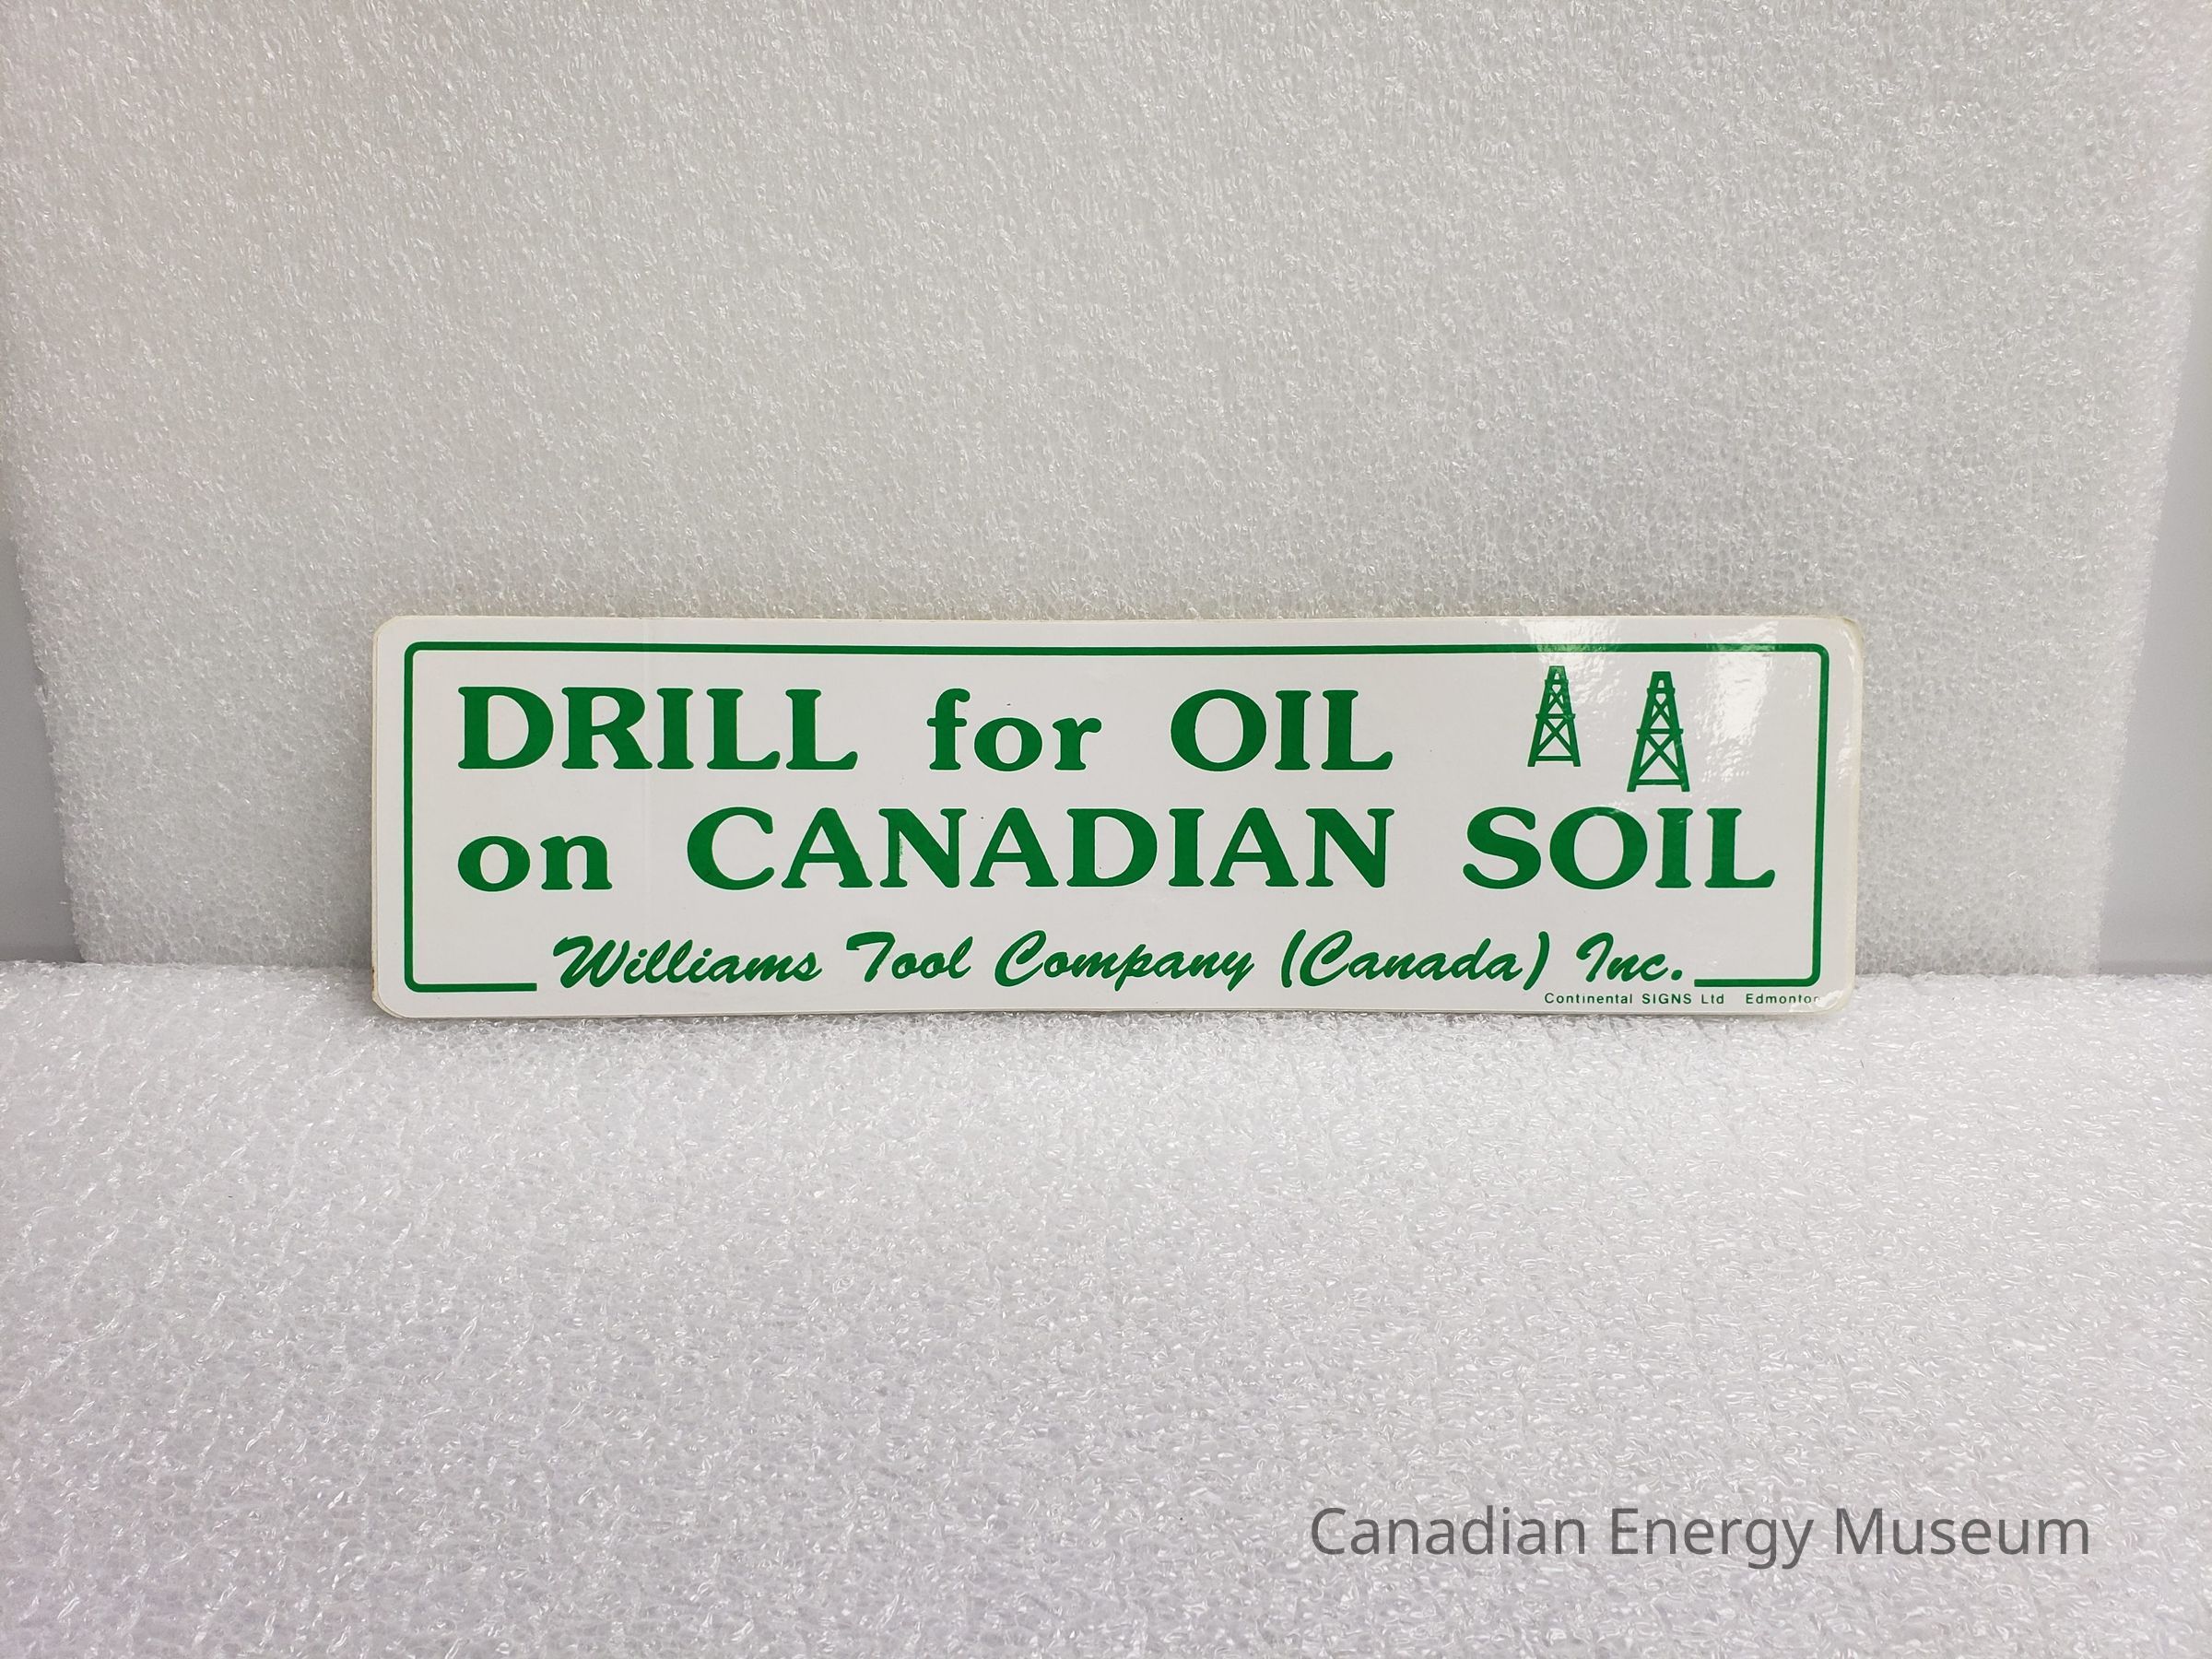 DRILL for OIL
on CANADIAN SOIL
Williams Tool Company (Canada) Inc.
Continental SIGNS Ltd Edmonton
Canadian Energy Museum